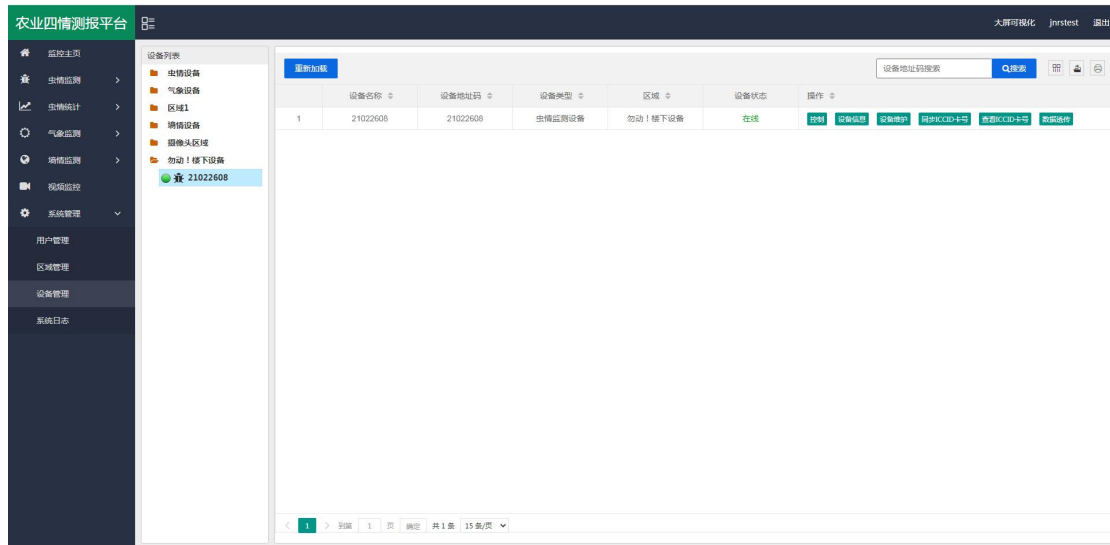 农业四情测报平台
大屏可视化 jnrstest 退出
监控主页
虫情监测
虫情统计
气象监测
墒情监测
视频监控
系统管理
用户管理
区域管理
设备管理
系统日志
设备列表
虫情设备
气象设备
区域1
墒情设备
摄像头区域
勿动！楼下设备
21022608
重新加载 设备地址码搜索 搜索
设备名称 设备地址码 设备类型 区域 设备状态 操作
1 21022608 21022608 虫情监测设备 勿动！楼下设备 在线 控制 设备信息 设备维护 同步ICCID卡号 查看ICCID卡号 数据送传
1 到第 1 页 确定 共1条 15条/页